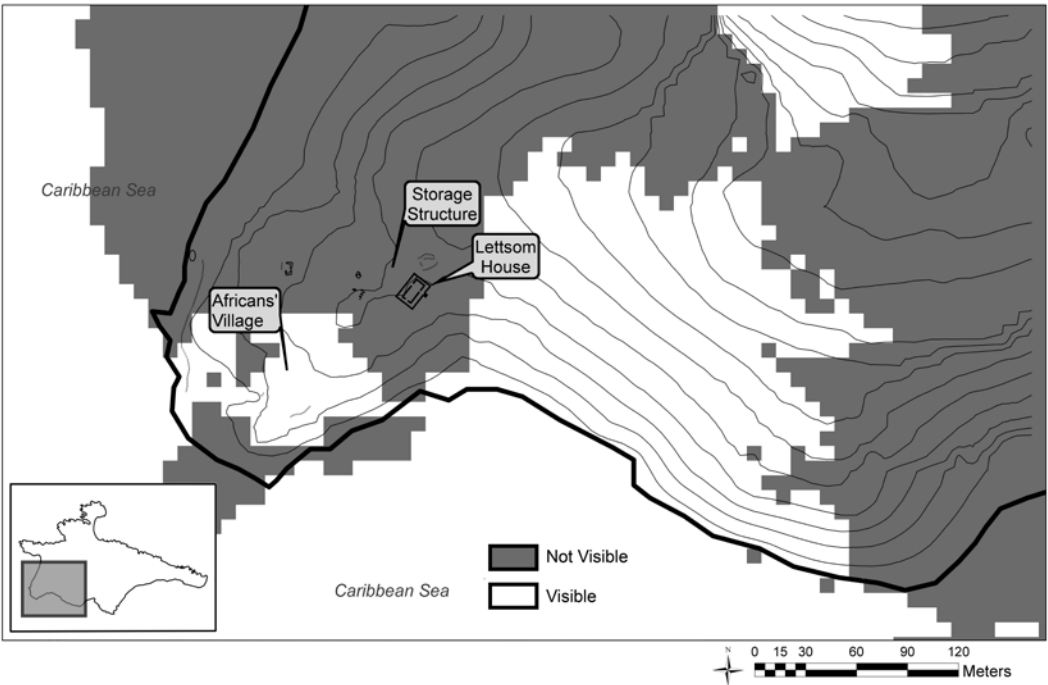 Caribbean Sea
Storage
Structure
Lettsom
House
Africans'
Village
Not Visible
Caribbean Sea
Visible
N
0 15 30 60 90 120
Meters